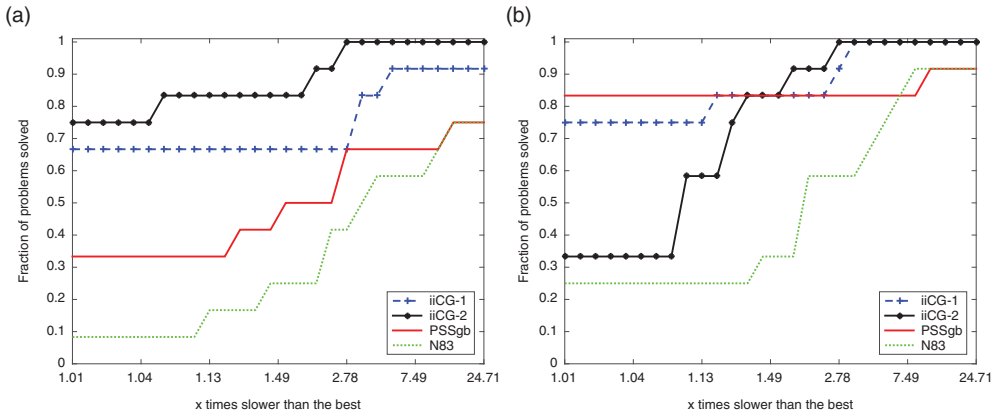 (a)
Fraction of problems solved
1
0.9
0.8
0.7
0.6
0.5
0.4
0.3
0.2
0.1
0
1.01 1.04 1.13 1.49 2.78 7.49 24.71
x times slower than the best
iiCG-1
iiCG-2
PSSgb
N83
(b)
Fraction of problems solved
1
0.9
0.8
0.7
0.6
0.5
0.4
0.3
0.2
0.1
0
1.01 1.04 1.13 1.49 2.78 7.49 24.71
x times slower than the best
iiCG-1
iiCG-2
PSSgb
N83